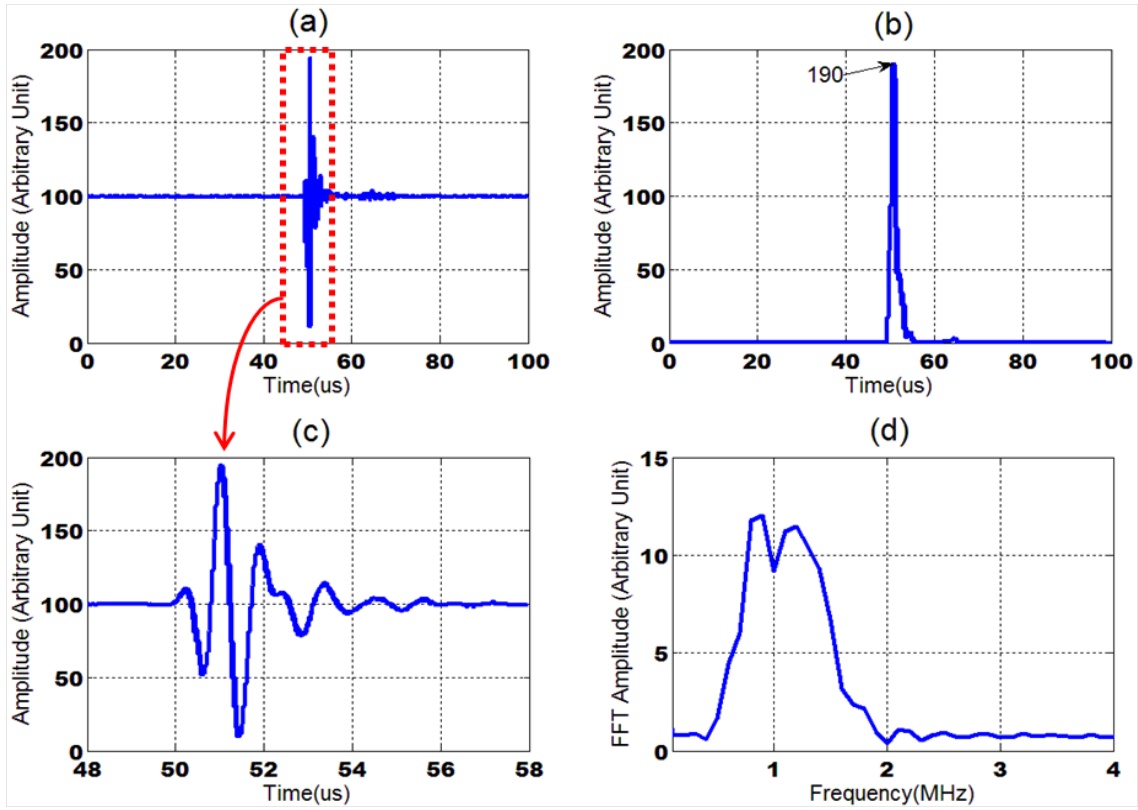 (a)
Amplitude (Arbitrary Unit)
200
150
100
50
0
0 20 40 60 80 100
Time(us)
(b)
Amplitude (Arbitrary Unit)
200
150
100
50
0
190
0 20 40 60 80 100
Time(us)
(c)
Amplitude (Arbitrary Unit)
200
150
100
50
0
48 50 52 54 56 58
Time(us)
(d)
FFT Amplitude (Arbitrary Unit)
15
10
5
0
1 2 3 4
Frequency(MHz)